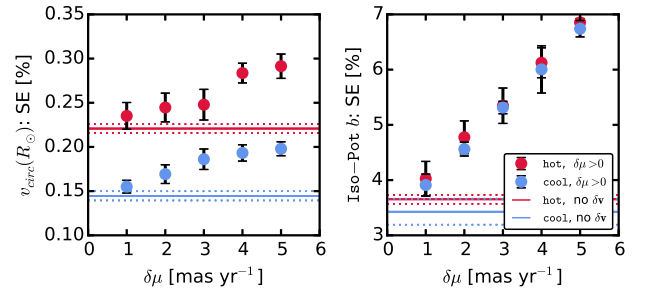 0.35
0.30
0.25
0.20
0.15
0.10
v_circ(R_⊙): SE [%]
0 1 2 3 4 5 6
δμ [mas yr⁻¹]
7
6
5
4
3
Iso-Pot b: SE [%]
hot, δμ>0
cool, δμ>0
hot, no δv
cool, no δv
0 1 2 3 4 5 6
δμ [mas yr⁻¹]